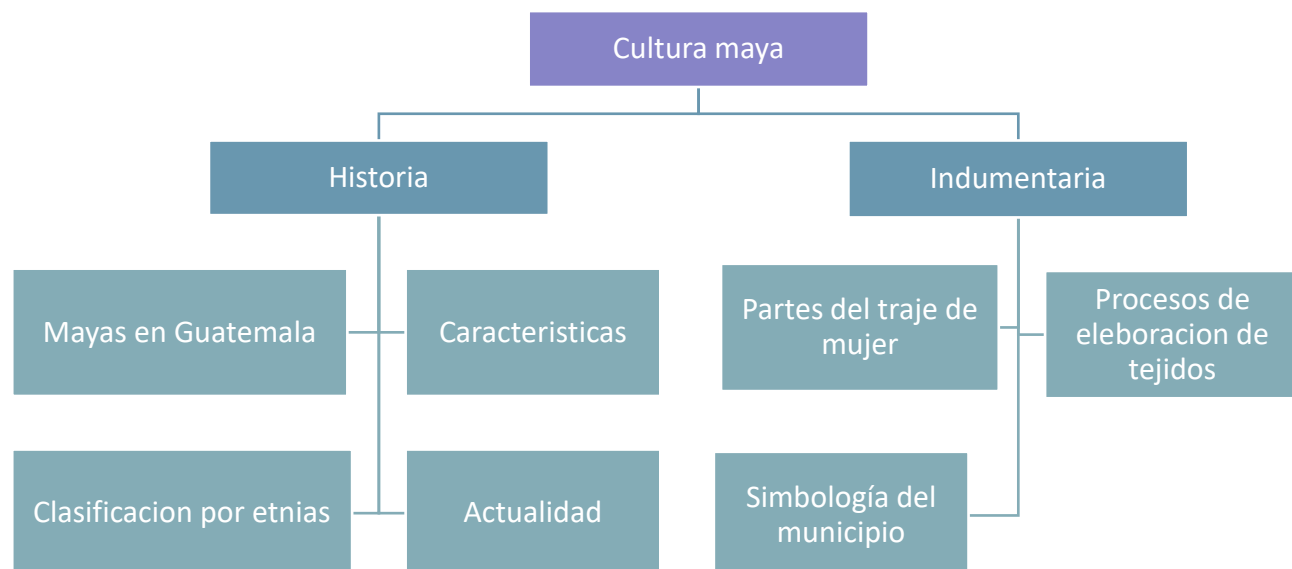 Cultura maya
Historia
Indumentaria
Mayas en Guatemala
Caracteristicas
Partes del traje de
mujer
Procesos de
eleboracion de
tejidos
Clasificacion por etnias
Actualidad
Simbología del
municipio